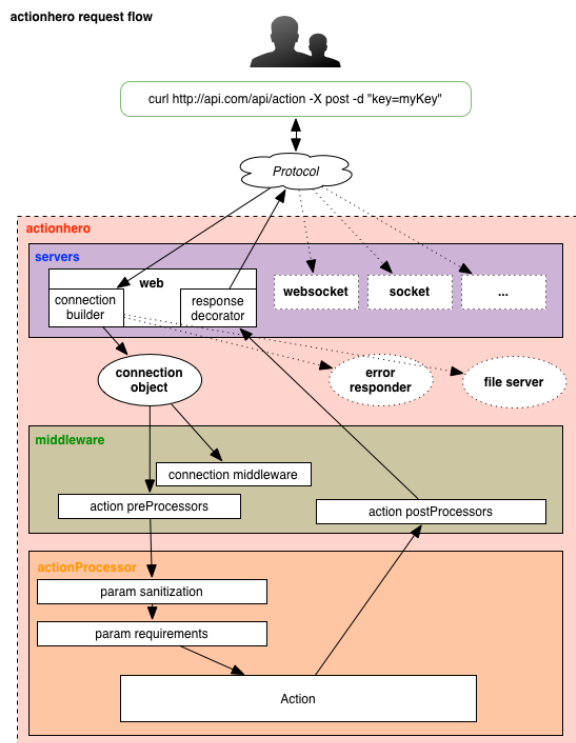 actionhero request flow
curl http://api.com/api/action -X post -d "key=myKey"
Protocol
actionhero
servers
web
connection
builder
response
decorator
websocket
socket
...
connection
object
error
responder
file server
middleware
connection middleware
action preProcessors
action postProcessors
actionProcessor
param sanitization
param requirements
Action